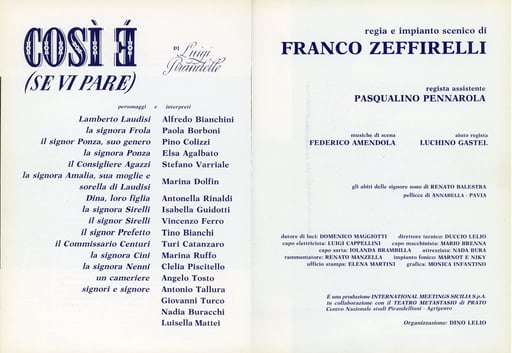 COSÌ É
(SE VI PARE)
DI Luigi
Pirandello
personaggi e interpreti
Lamberto Laudisi Alfredo Bianchini
la signora Frola Paola Borboni
il signor Ponza, suo genero Pino Colizzi
la signora Ponza Elsa Agalbato
il Consigliere Agazzi Stefano Varriale
la signora Amalia, sua moglie e
sorella di Laudisi Marina Dolfin
Dina, loro figlia Antonella Rinaldi
la signora Sirelli Isabella Guidotti
il signor Sirelli Vincenzo Ferro
il signor Prefetto Tino Bianchi
il Commissario Centuri Turi Catanzaro
la signora Cini Marina Ruffo
la signora Nenni Clelia Piscitello
un cameriere Angelo Tosto
signori e signore Antonio Tallura
Giovanni Turco
Nadia Buracchi
Luisella Mattei
regia e impianto scenico di
FRANCO ZEFFIRELLI
regista assistente
PASQUALINO PENNAROLA
musiche di scena aiuto regista
FEDERICO AMENDOLA LUCHINO GASTEL
gli abiti delle signore sono di RENATO BALESTRA
pellicce di ANNABELLA - PAVIA
datore di luci: DOMENICO MAGGIOTTI direttore tecnico: DUCCIO LELIO
capo elettricista: LUIGI CAPPELLINI capo macchinista: MARIO BRENNA
capo sarta: IOLANDA BRAMBILLA attrezzista: NADA BURA
rammentatore: RENATO MANZELLA impianto fonico: MARNOT E NIKY
ufficio stampa: ELENA MARTINI grafica: MONICA INFANTINO
E una produzione INTERNATIONAL MEETINGS SICILIA S.p.A.
in collaborazione con il TEATRO METASTASIO DI PRATO
Centro Nazionale studi Pirandelliani - Agrigento
Organizzazione: DINO LELIO